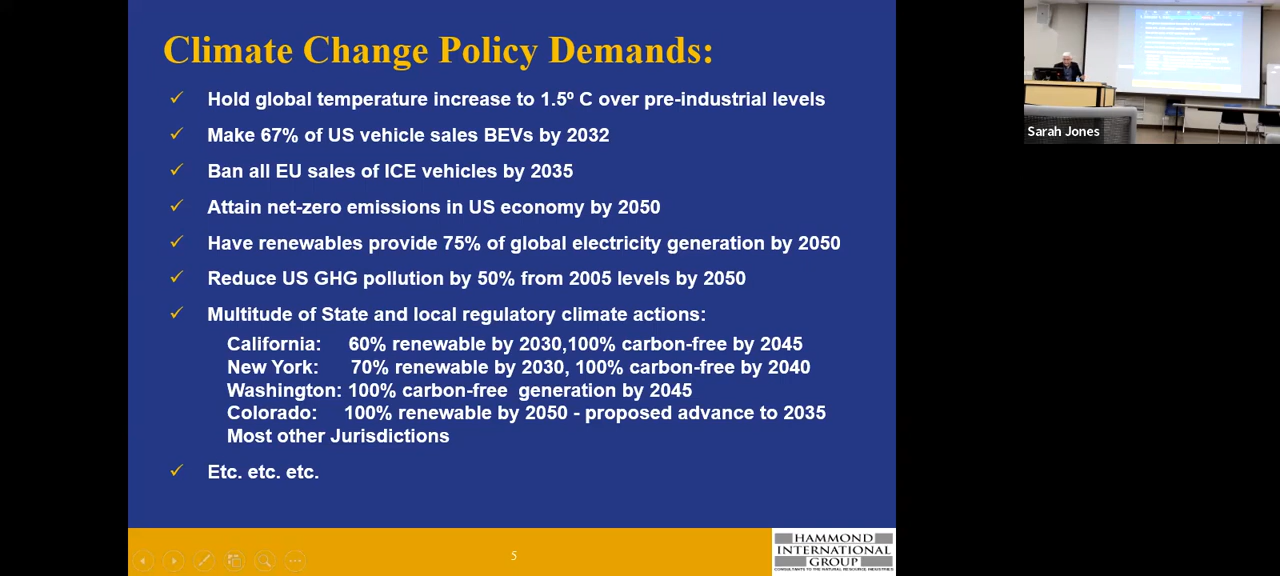 Climate Change Policy Demands:
✓ Hold global temperature increase to 1.5º C over pre-industrial levels
✓ Make 67% of US vehicle sales BEVs by 2032
✓ Ban all EU sales of ICE vehicles by 2035
✓ Attain net-zero emissions in US economy by 2050
✓ Have renewables provide 75% of global electricity generation by 2050
✓ Reduce US GHG pollution by 50% from 2005 levels by 2050
✓ Multitude of State and local regulatory climate actions:
California: 60% renewable by 2030,100% carbon-free by 2045
New York: 70% renewable by 2030, 100% carbon-free by 2040
Washington: 100% carbon-free generation by 2045
Colorado: 100% renewable by 2050 - proposed advance to 2035
Most other Jurisdictions
✓ Etc. etc. etc.
5
HAMMOND
INTERNATIONAL
GROUP
CONSULTANTS TO THE NATURAL RESOURCE INDUSTRIES
Sarah Jones